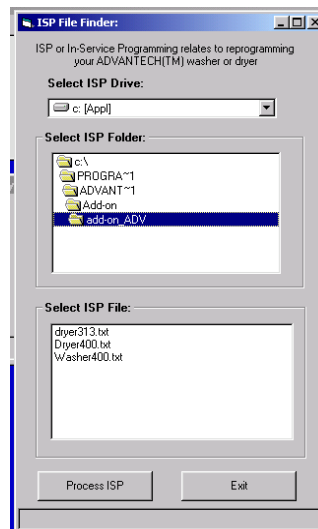 ISP File Finder:
ISP or In-Service Programming relates to reprogramming
your ADVANTECH(TM) washer or dryer
Select ISP Drive:
c: [Appl]
Select ISP Folder:
c:\
PROGRA~1
ADVANT~1
Add-on
add-on_ADV
Select ISP File:
dryer313.txt
Dryer400.txt
Washer400.txt
Process ISP Exit